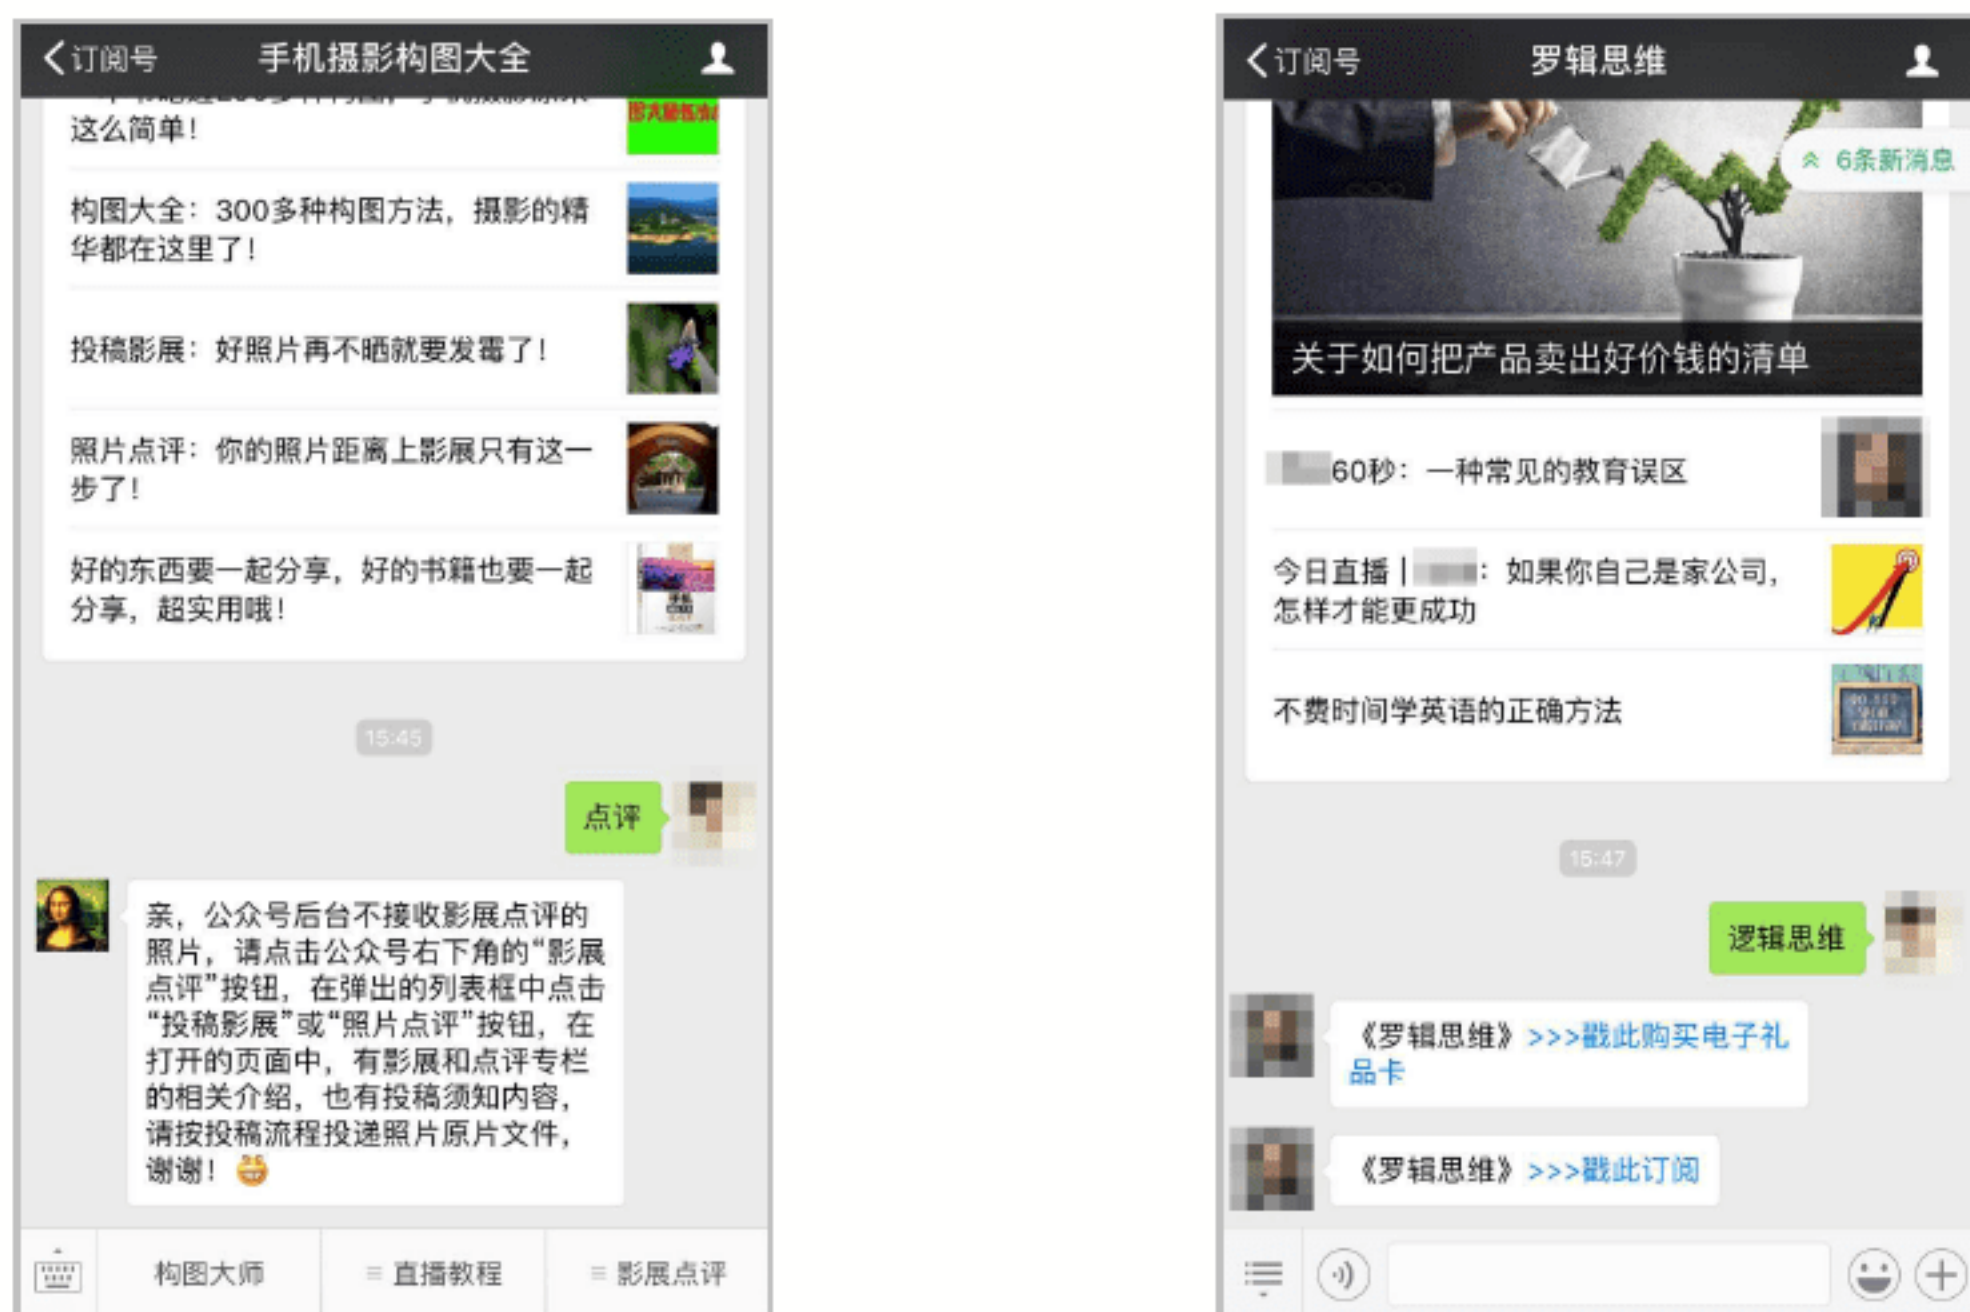 订阅号
手机摄影构图大全
这么简单！
构图大全：300多种构图方法，摄影的精
华都在这里了！
投稿影展：好照片再不晒就要发霉了！
照片点评：你的照片距离上影展只有这一
步了！
好的东西要一起分享，好的书籍也要一起
分享，超实用哦！
15:45
点评
亲，公众号后台不接收影展点评的
照片，请点击公众号右下角的“影展
点评”按钮，在弹出的列表框中点击
“投稿影展”或“照片点评”按钮，在
打开的页面中，有影展和点评专栏
的相关介绍，也有投稿须知内容，
请按投稿流程投递照片原片文件，
谢谢！
构图大师
直播教程
影展点评
订阅号
罗辑思维
6条新消息
关于如何把产品卖出好价钱的清单
60秒：一种常见的教育误区
今日直播｜：如果你自己是家公司，
怎样才能更成功
不费时间学英语的正确方法
15:47
逻辑思维
《罗辑思维》>>>戳此购买电子礼
品卡
《罗辑思维》>>>戳此订阅